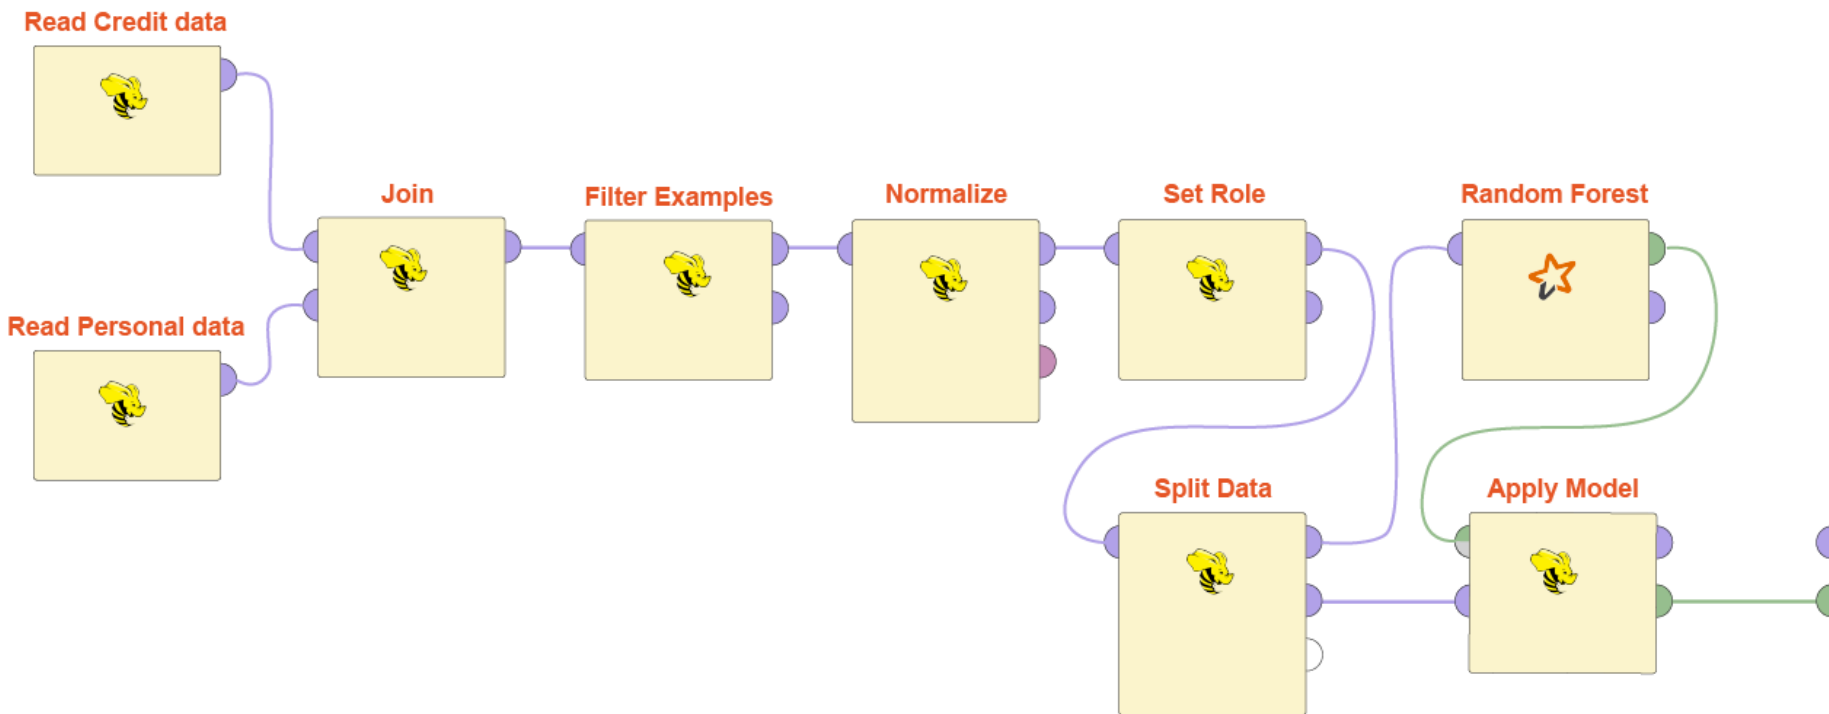 Read Credit data
Join
Filter Examples
Normalize
Set Role
Random Forest
Read Personal data
Split Data
Apply Model